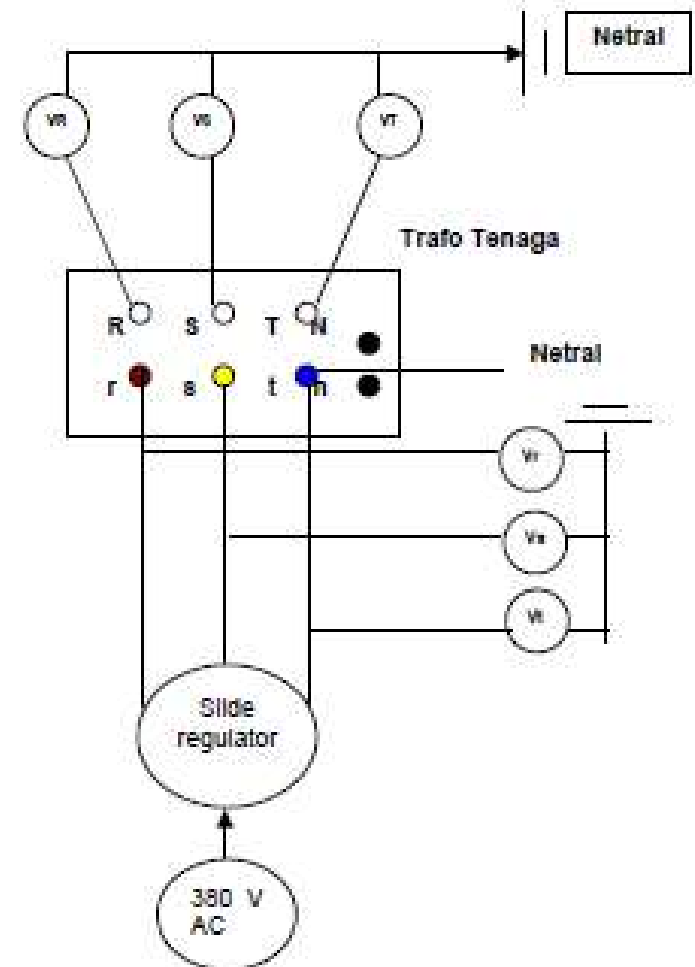 Netral
VR
VS
VT
Trafo Tenaga
R S T N
Netral
r s t n
Vr
Vs
Vt
Slide
regulator
380 V
AC